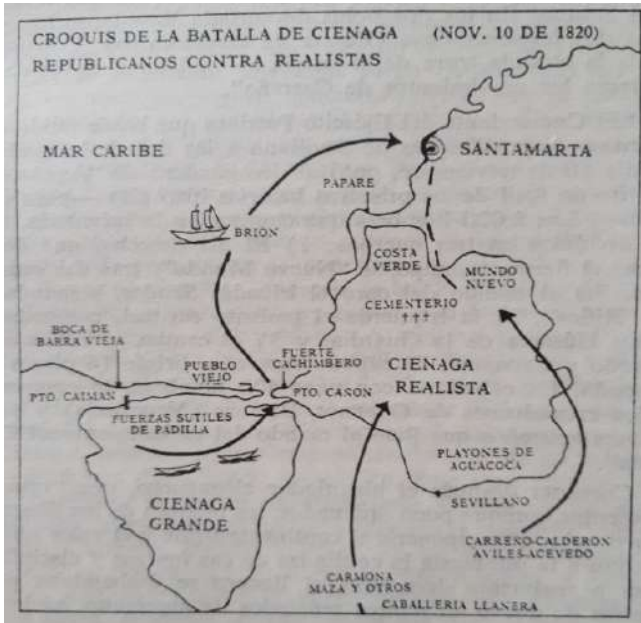 CROQUIS DE LA BATALLA DE CIENAGA (NOV. 10 DE 1820)
REPUBLICANOS CONTRA REALISTAS
MAR CARIBE
SANTAMARTA
PAPARE
BRION
COSTA
VERDE
MUNDO
NUEVO
CEMENTERIO
BOCA DE
BARRA VIEJA
PUEBLO
VIEJO
FUERTE
CACHIMBERO
CIENAGA
REALISTA
PTO. CAIMAN
PTO. CAÑON
FUERZAS SUTILES
DE PADILLA
PLAYONES DE
AGUACOCA
SEVILLANO
CIENAGA
GRANDE
CARREÑO-CALDERON
AVILES-ACEVEDO
CARMONA
MAZA Y OTROS
CABALLERIA LLANERA